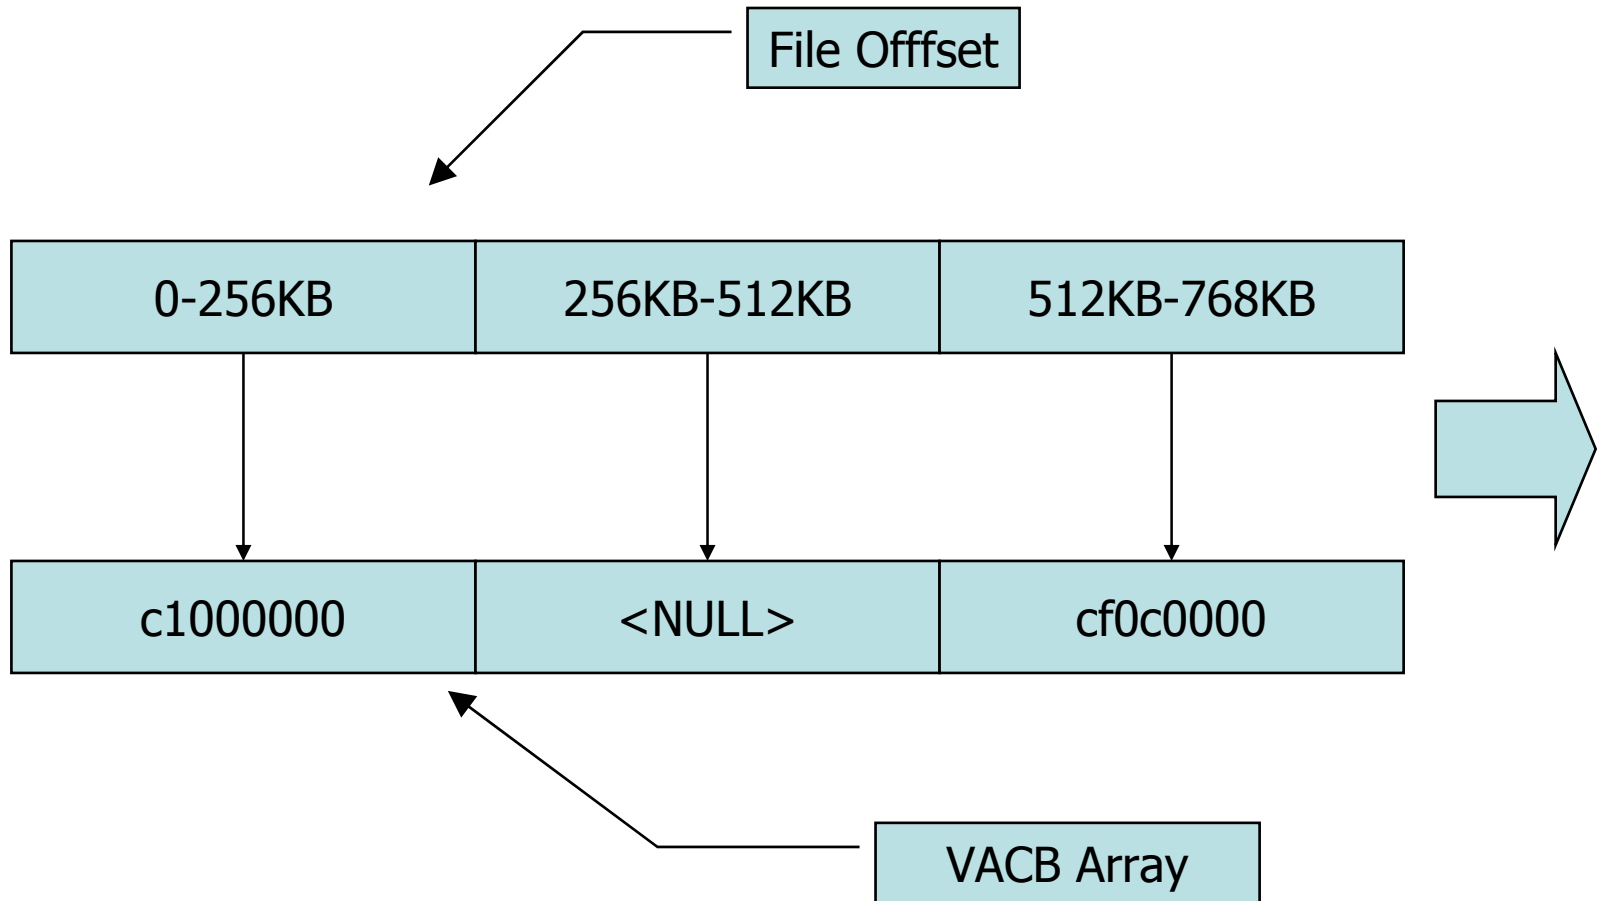 File Offfset
0-256KB
256KB-512KB
512KB-768KB
c1000000
<NULL>
cf0c0000
VACB Array